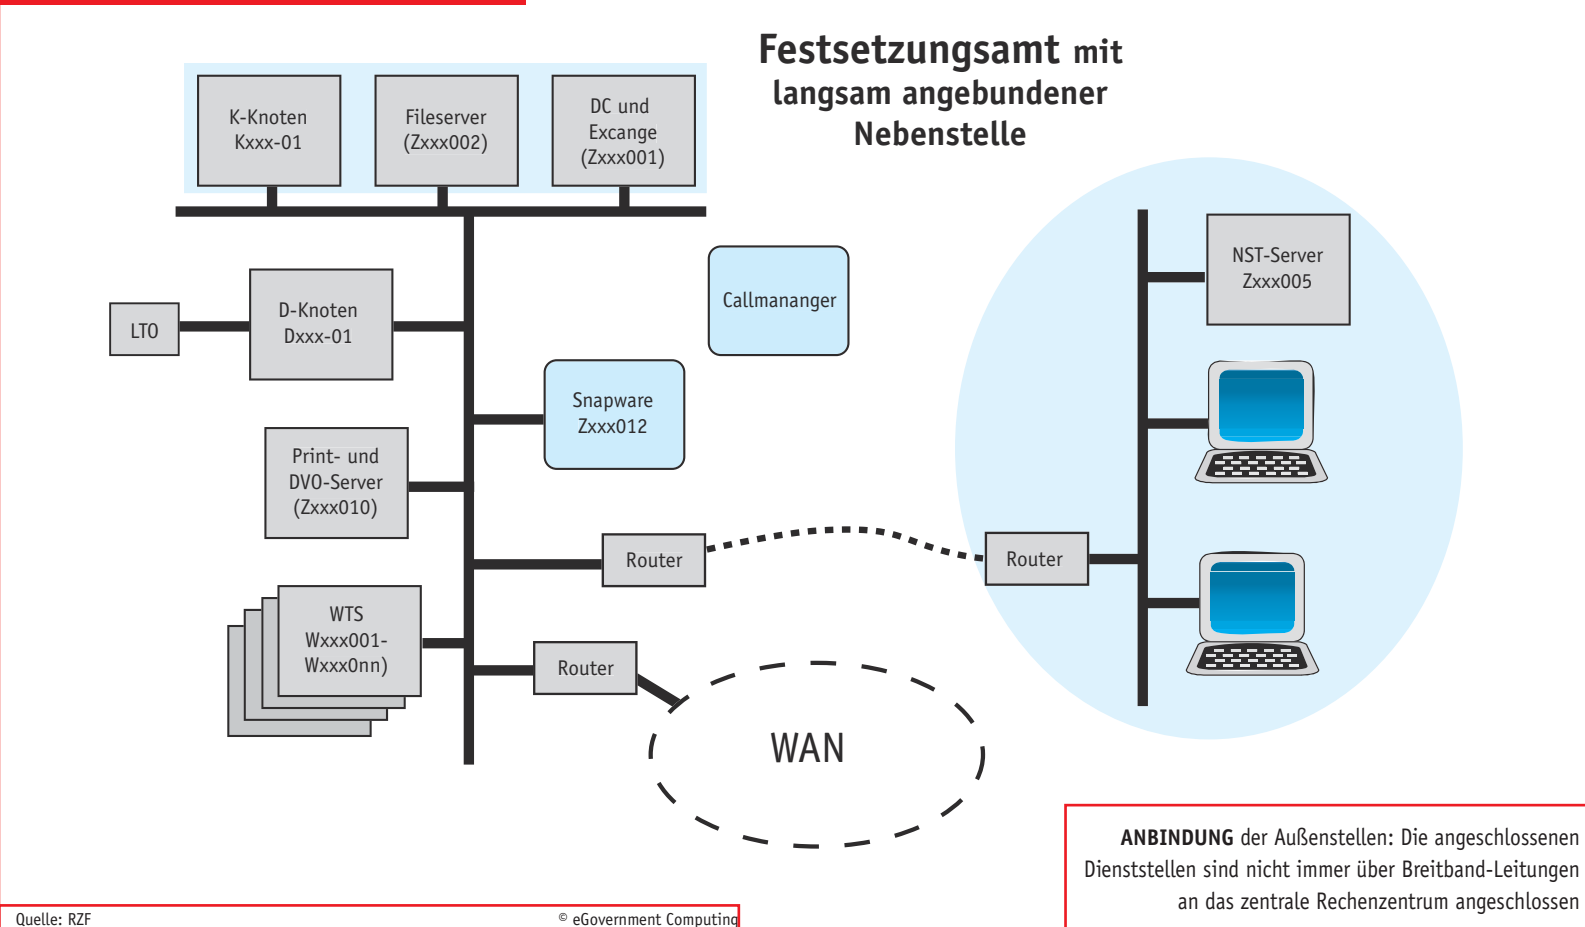 Festsetzungsamt mit
langsam angebundener
Nebenstelle
K-Knoten
Kxxx-01
Fileserver
(Zxxx002)
DC und
Excange
(Zxxx001)
LTO
D-Knoten
Dxxx-01
Callmananger
NST-Server
Zxxx005
Snapware
Zxxx012
Print- und
DVO-Server
(Zxxx010)
Router
Router
WTS
Wxxx001-
Wxxx0nn)
Router
WAN
ANBINDUNG der Außenstellen: Die angeschlossenen
Dienststellen sind nicht immer über Breitband-Leitungen
an das zentrale Rechenzentrum angeschlossen
Quelle: RZF
© eGovernment Computing